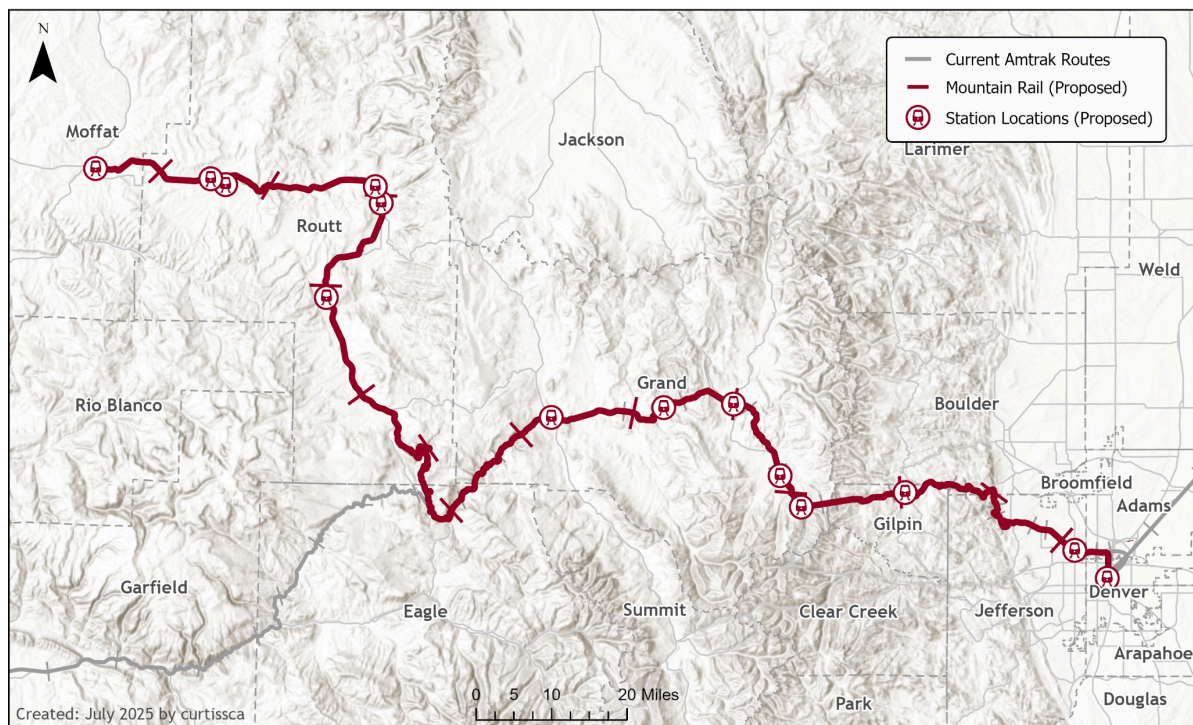 N
Current Amtrak Routes
Mountain Rail (Proposed)
Station Locations (Proposed)
Moffat
Jackson
Larimer
Routt
Weld
Grand
Rio Blanco
Boulder
Broomfield
Adams
Gilpin
Garfield
Eagle
Summit
Clear Creek
Jefferson
Denver
Arapahoe
Park
Douglas
0 5 10 20 Miles
Created: July 2025 by curtissca